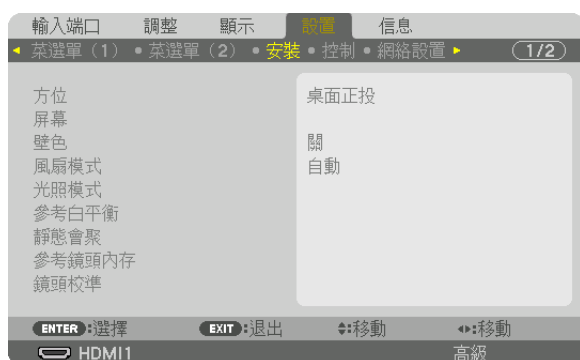 輸入端口 調整 顯示 設置 信息
菜選單（1） • 菜選單（2） • 安裝 • 控制 • 網絡設置 1/2
方位 桌面正投
屏幕
壁色 關
風扇模式 自動
光照模式
參考白平衡
靜態會聚
參考鏡頭內存
鏡頭校準
ENTER:選擇 EXIT:退出 :移動 :移動
HDMI1 高級